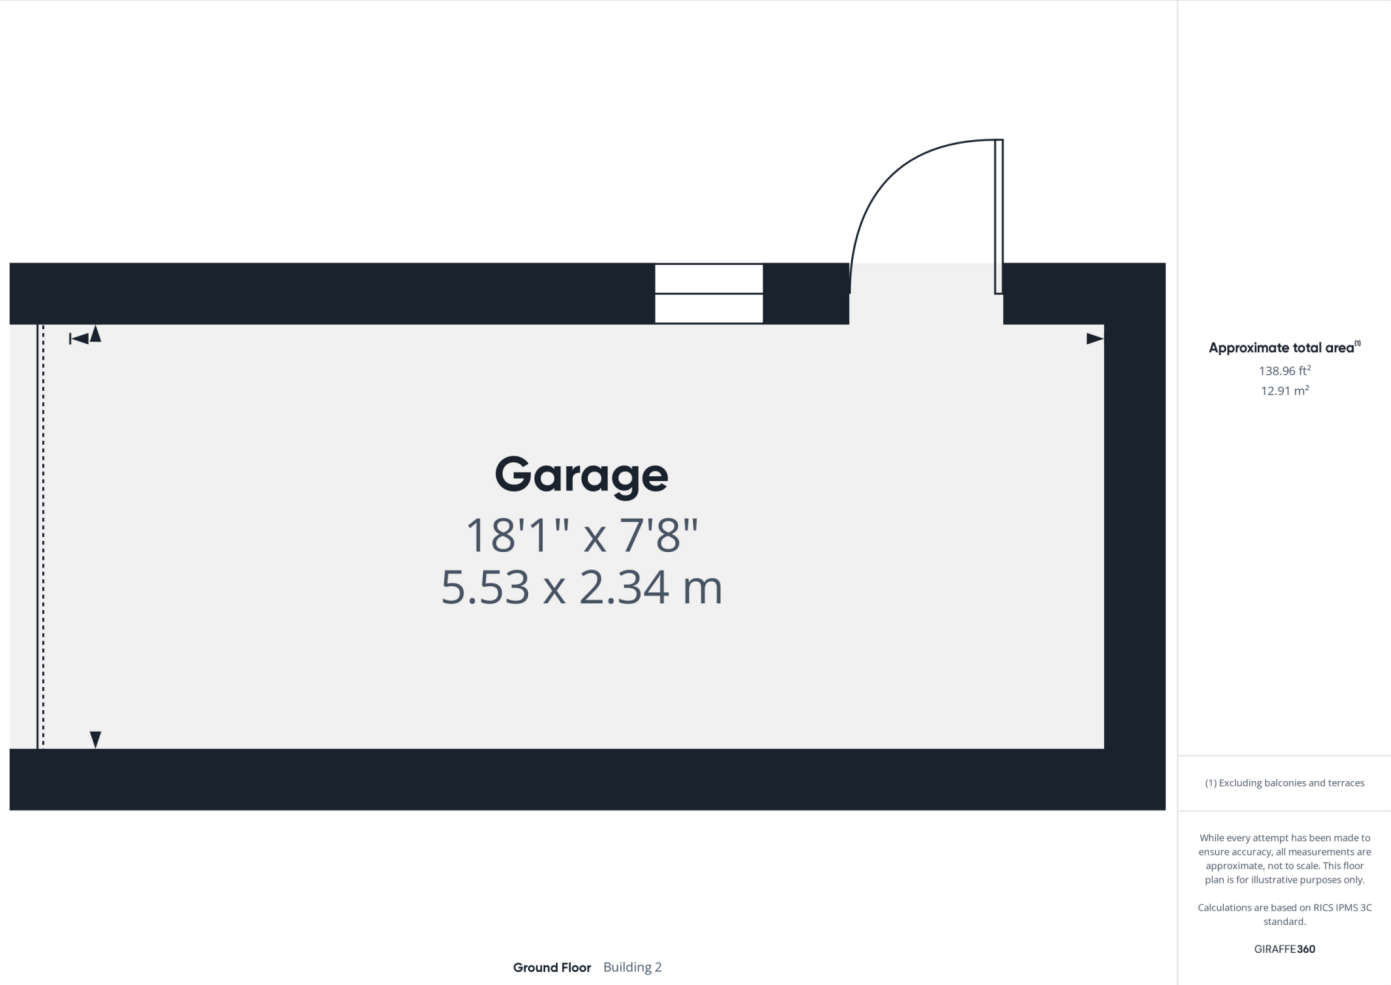 Garage
18'1" x 7'8"
5.53 x 2.34 m
Ground Floor Building 2
Approximate total area(1)
138.96 ft²
12.91 m²
(1) Excluding balconies and terraces
While every attempt has been made to
ensure accuracy, all measurements are
approximate, not to scale. This floor
plan is for illustrative purposes only.
Calculations are based on RICS IPMS 3C
standard.
GIRAFFE360